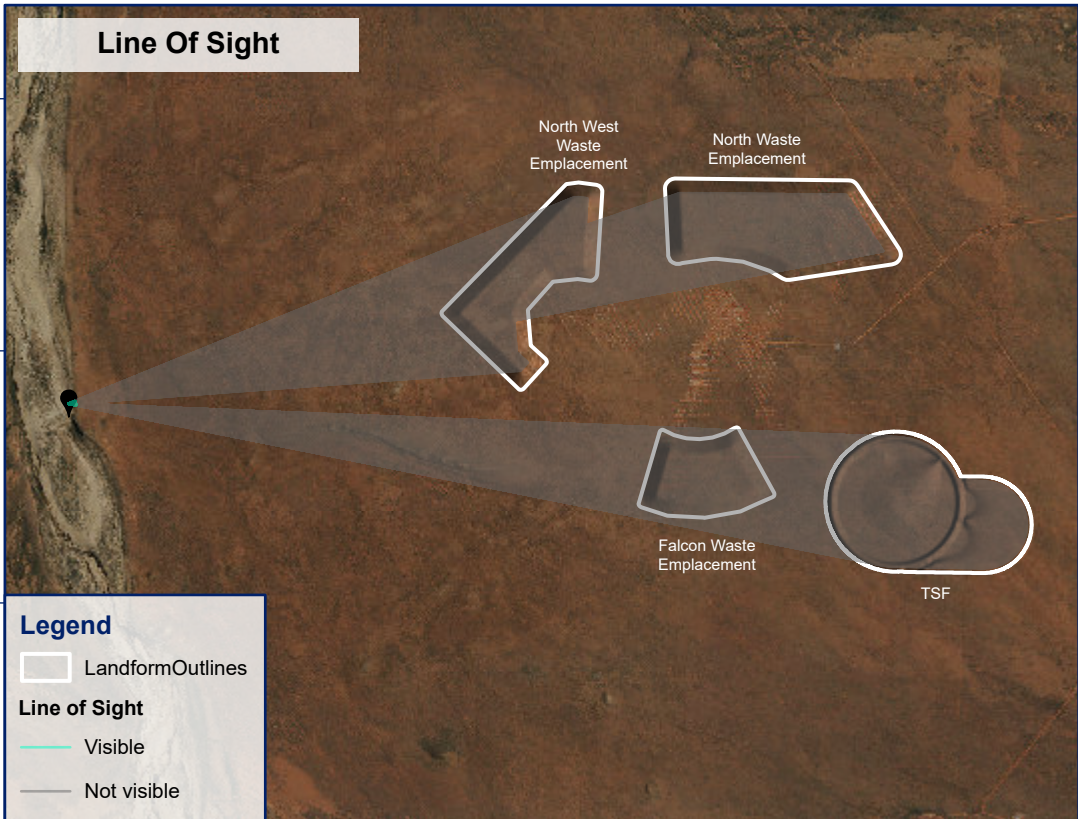 Line Of Sight
North West
Waste
Emplacement
North Waste
Emplacement
Falcon Waste
Emplacement
TSF
Legend
LandformOutlines
Line of Sight
Visible
Not visible